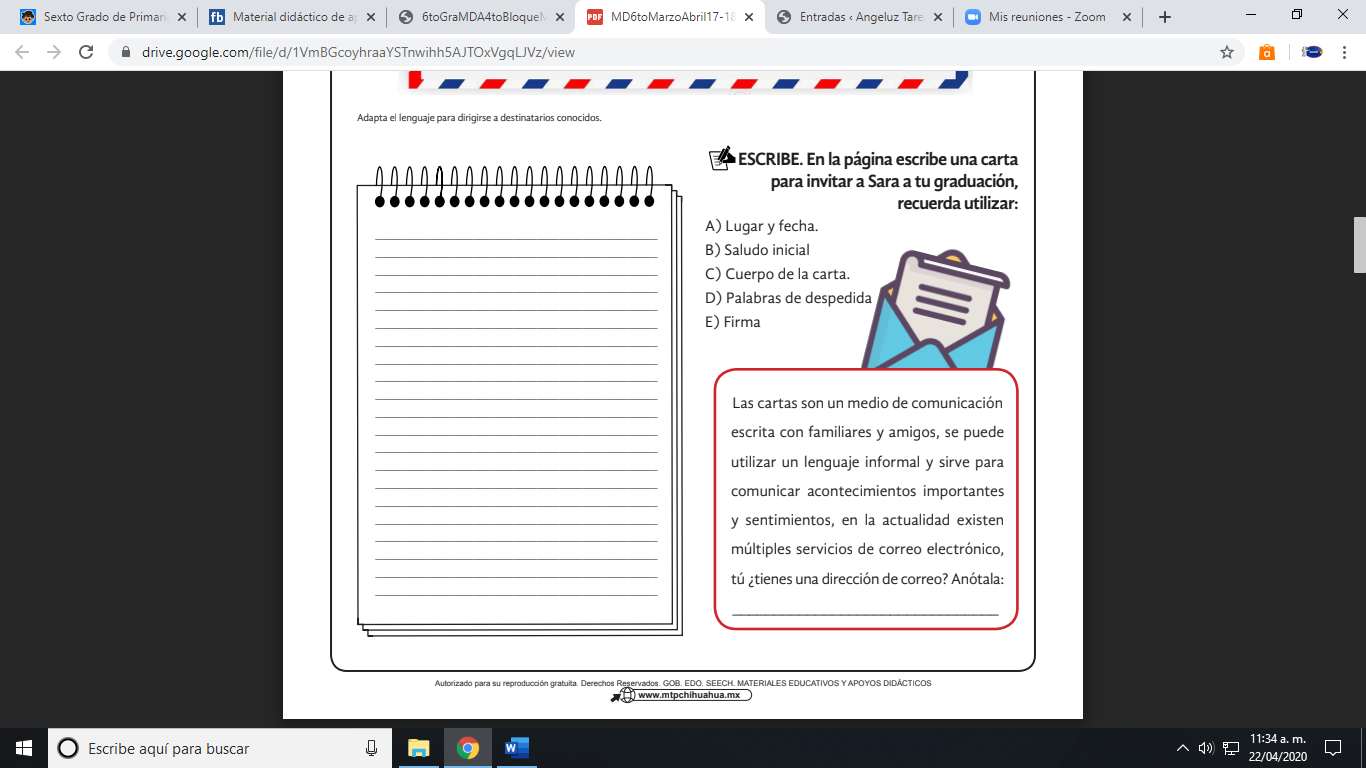 Sexto Grado de Primari
Material didáctico de ap
6toGraMDA4toBloqueM
MD6toMarzoAbril17-18
Entradas ‹ Angeluz Tare
Mis reuniones - Zoom
drive.google.com/file/d/1VmBGcoyhraaYSTnwihh5AJTOxVgqLJVz/view
Adapta el lenguaje para dirigirse a destinatarios conocidos.
ESCRIBE. En la página escribe una carta
para invitar a Sara a tu graduación,
recuerda utilizar:
A) Lugar y fecha.
B) Saludo inicial
C) Cuerpo de la carta.
D) Palabras de despedida
E) Firma
Las cartas son un medio de comunicación
escrita con familiares y amigos, se puede
utilizar un lenguaje informal y sirve para
comunicar acontecimientos importantes
y sentimientos, en la actualidad existen
múltiples servicios de correo electrónico,
tú ¿tienes una dirección de correo? Anótala:
Autorizado para su reproducción gratuita. Derechos Reservados. GOB. EDO. SEECH. MATERIALES EDUCATIVOS Y APOYOS DIDÁCTICOS
www.mtpchihuahua.mx
Escribe aquí para buscar
11:34 a. m.
22/04/2020